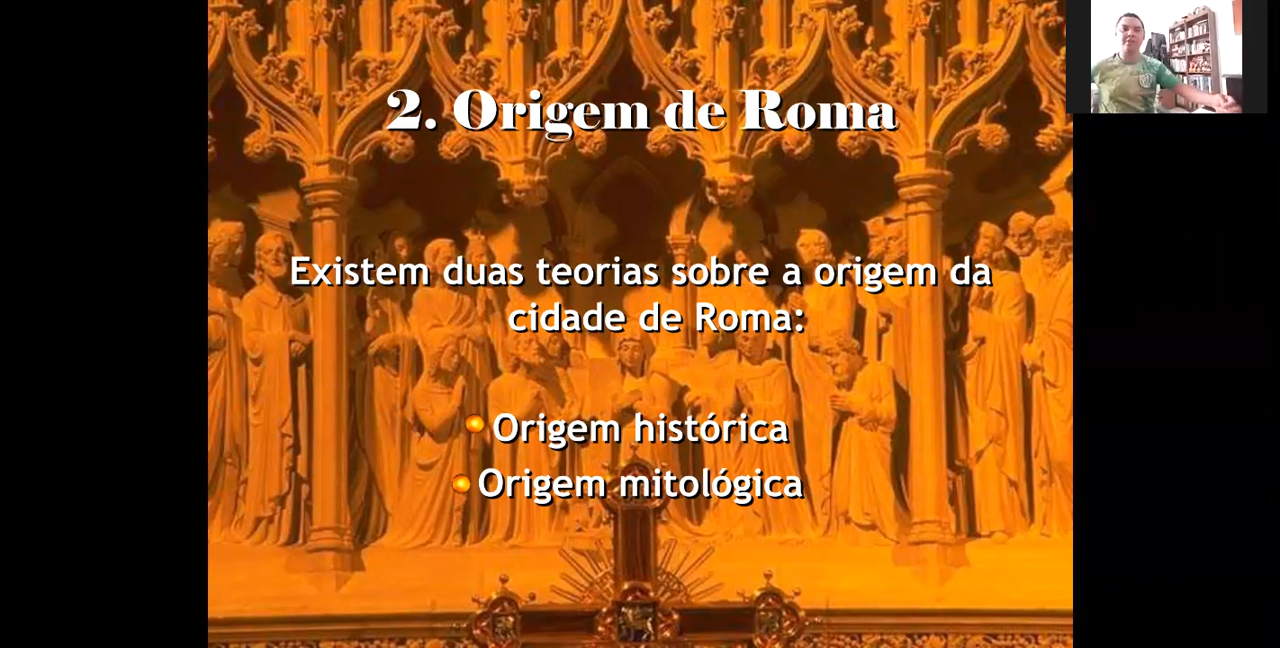 2. Origem de Roma
Existem duas teorias sobre a origem da
cidade de Roma:
Origem histórica
Origem mitológica